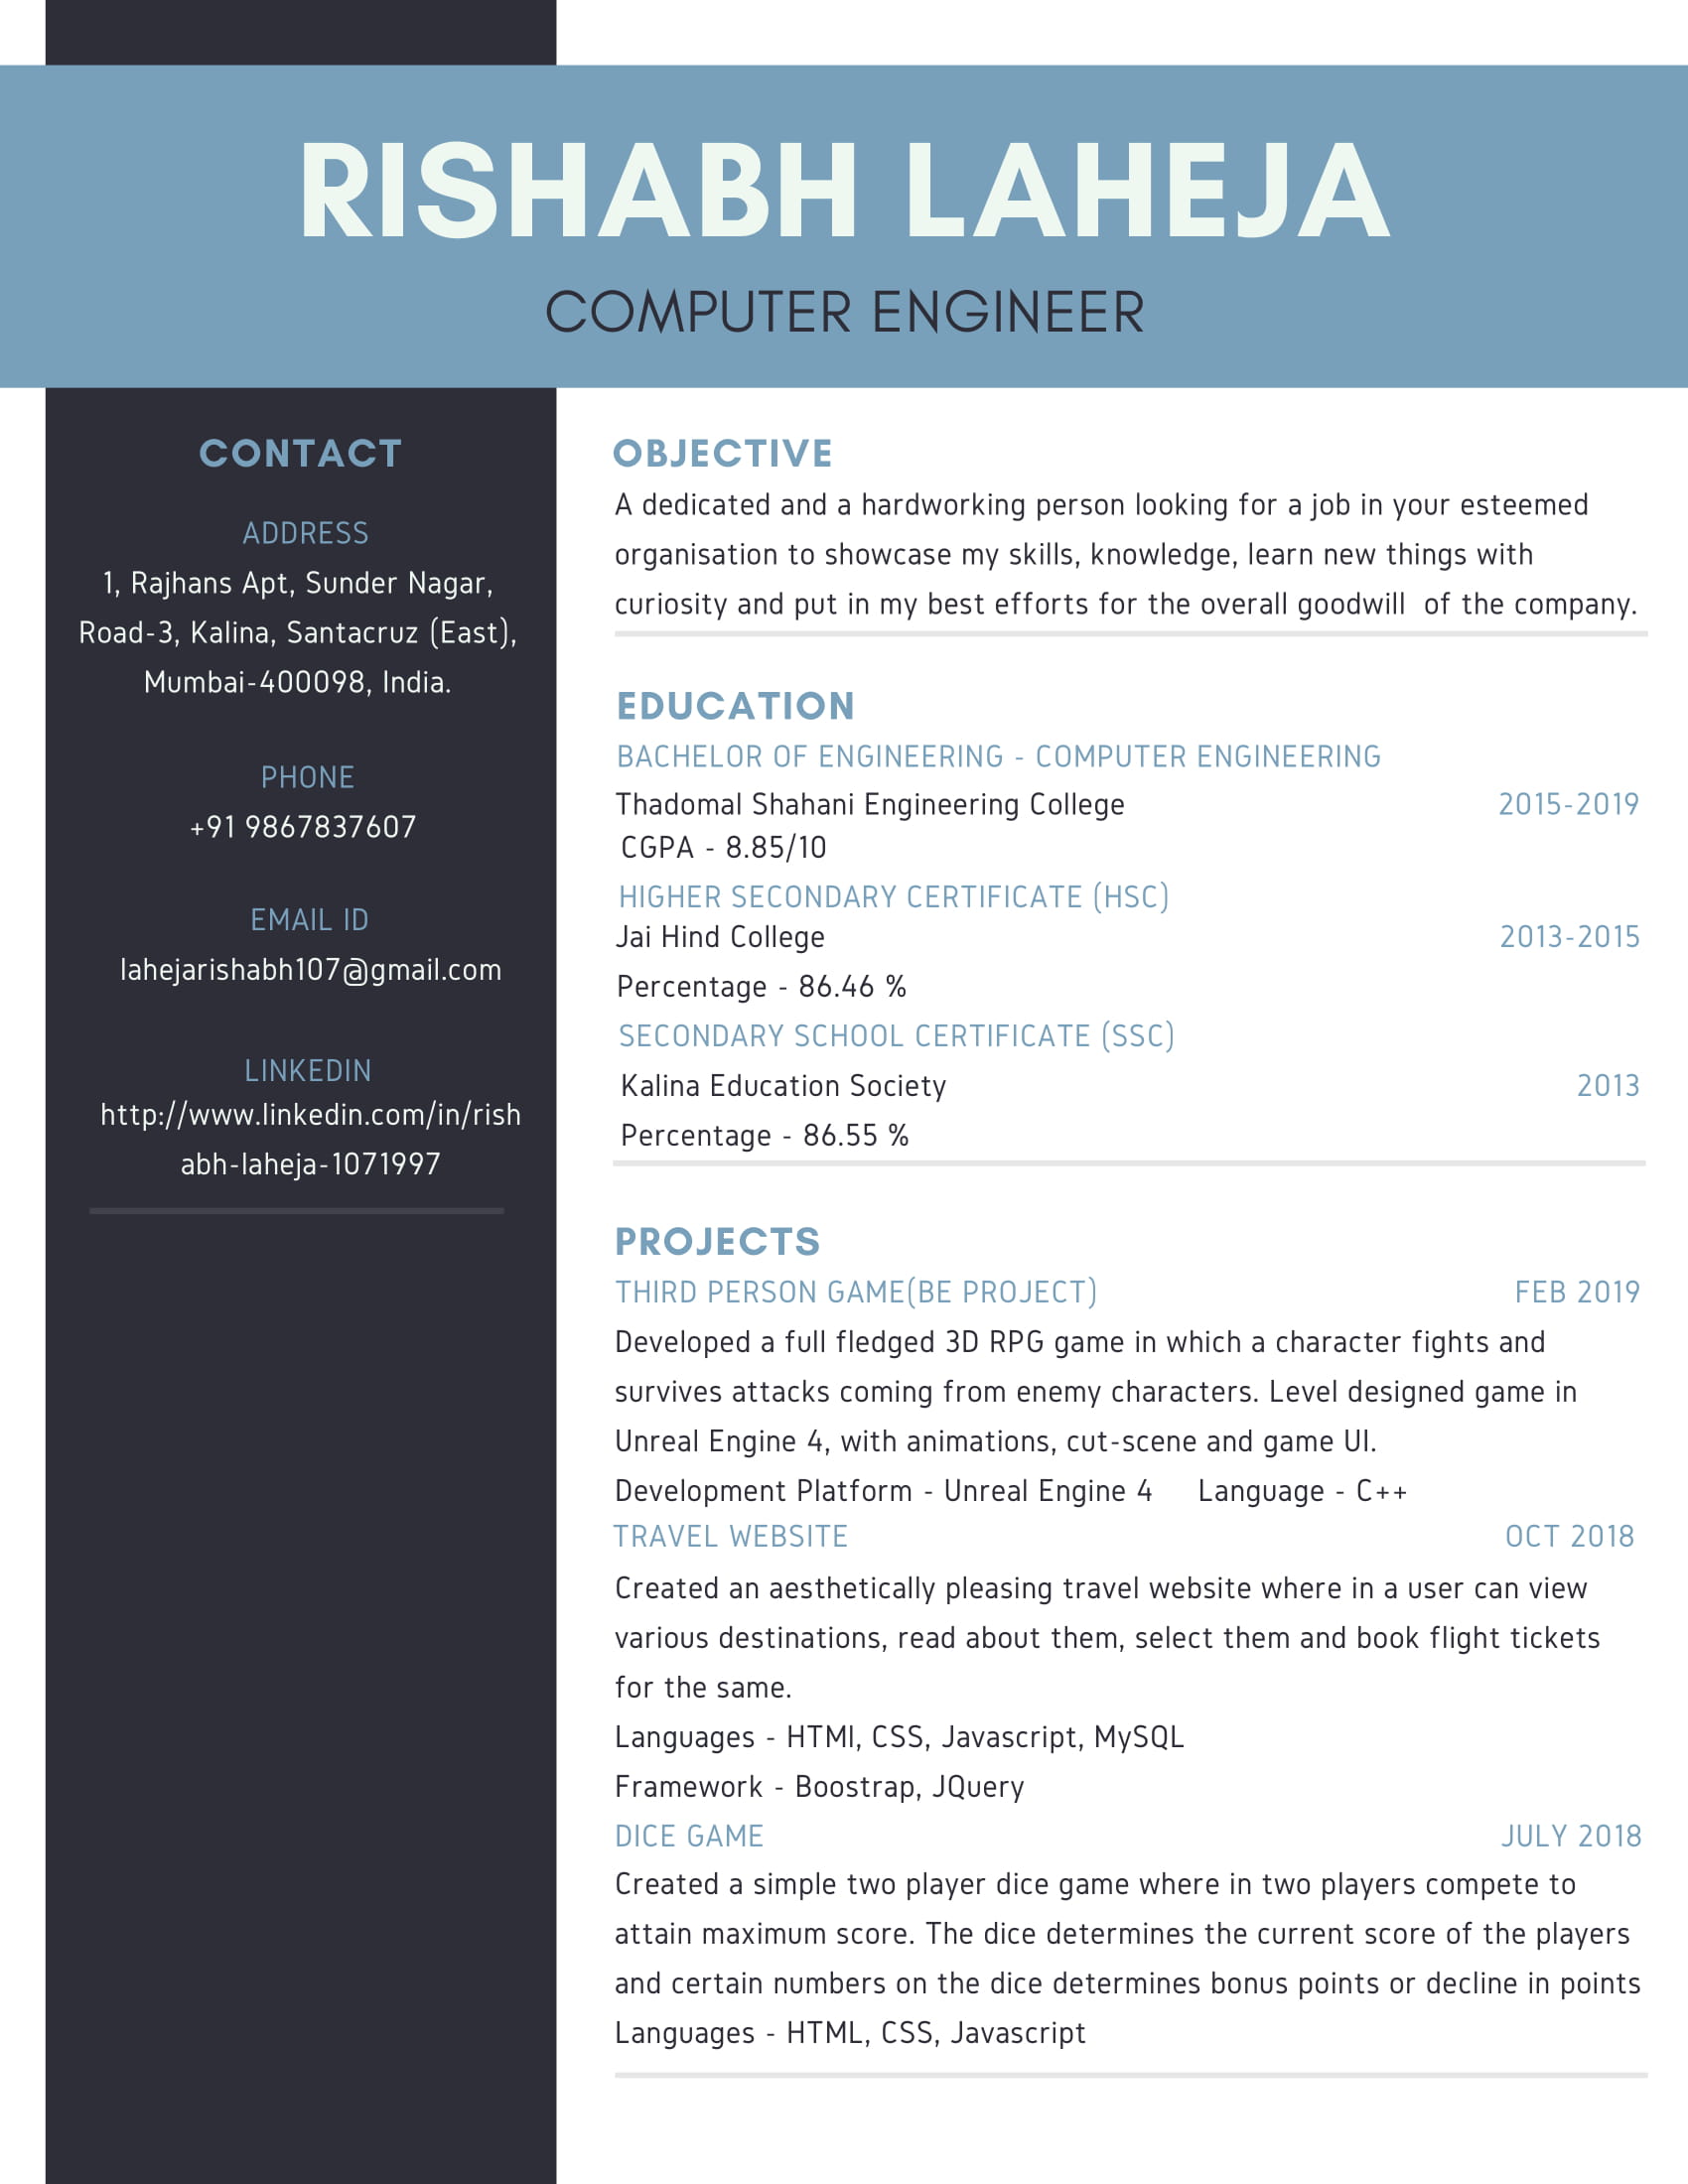 RISHABH LAHEJA
COMPUTER ENGINEER
CONTACT
ADDRESS
1, Rajhans Apt, Sunder Nagar,
Road-3, Kalina, Santacruz (East),
Mumbai-400098, India.
PHONE
+91 9867837607
EMAIL ID
lahejarishabh107@gmail.com
LINKEDIN
http://www.linkedin.com/in/rish
abh-laheja-1071997
OBJECTIVE
A dedicated and a hardworking person looking for a job in your esteemed
organisation to showcase my skills, knowledge, learn new things with
curiosity and put in my best efforts for the overall goodwill of the company.
EDUCATION
BACHELOR OF ENGINEERING - COMPUTER ENGINEERING
Thadomal Shahani Engineering College 2015-2019
CGPA - 8.85/10
HIGHER SECONDARY CERTIFICATE (HSC)
Jai Hind College 2013-2015
Percentage - 86.46 %
SECONDARY SCHOOL CERTIFICATE (SSC)
Kalina Education Society 2013
Percentage - 86.55 %
PROJECTS
THIRD PERSON GAME(BE PROJECT) FEB 2019
Developed a full fledged 3D RPG game in which a character fights and
survives attacks coming from enemy characters. Level designed game in
Unreal Engine 4, with animations, cut-scene and game UI.
Development Platform - Unreal Engine 4 Language - C++
TRAVEL WEBSITE OCT 2018
Created an aesthetically pleasing travel website where in a user can view
various destinations, read about them, select them and book flight tickets
for the same.
Languages - HTMl, CSS, Javascript, MySQL
Framework - Boostrap, JQuery
DICE GAME JULY 2018
Created a simple two player dice game where in two players compete to
attain maximum score. The dice determines the current score of the players
and certain numbers on the dice determines bonus points or decline in points
Languages - HTML, CSS, Javascript